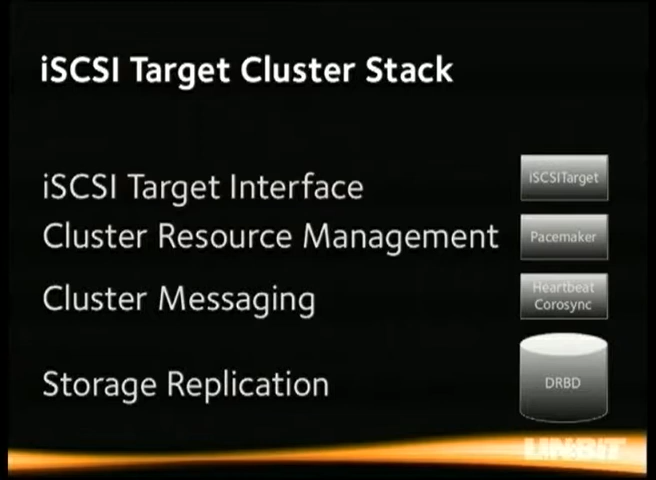 iSCSI Target Cluster Stack
iSCSI Target Interface
iSCSITarget
Cluster Resource Management
Pacemaker
Cluster Messaging
Heartbeat
Corosync
Storage Replication
DRBD
LINBIT